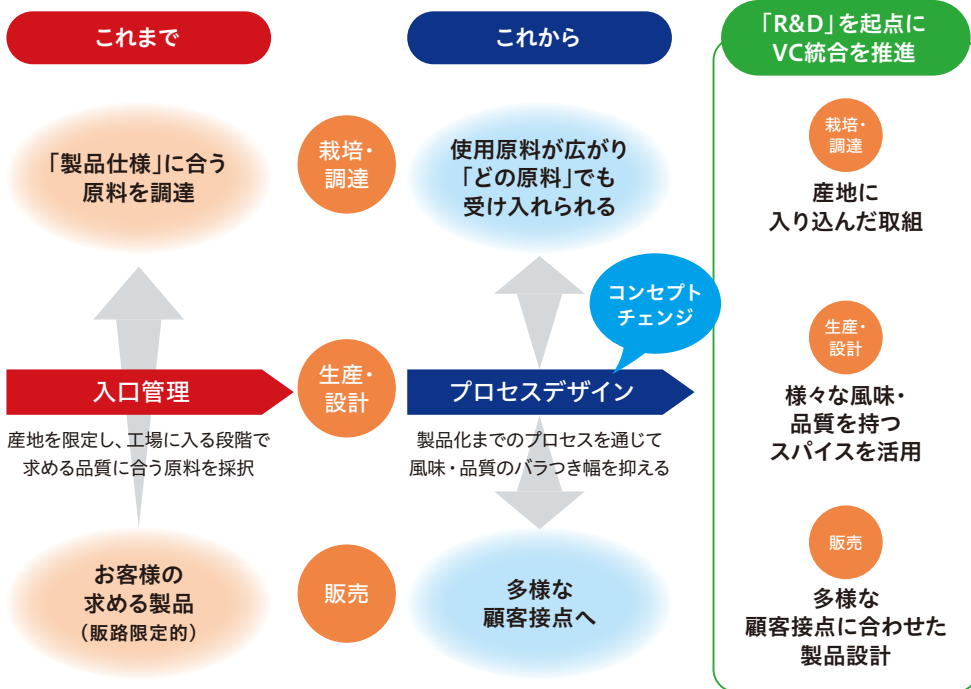 これまで
これから
「R&D」を起点に
VC統合を推進
「製品仕様」に合う
原料を調達
栽培・
調達
使用原料が広がり
「どの原料」でも
受け入れられる
栽培・
調達
産地に
入り込んだ取組
コンセプト
チェンジ
入口管理
産地を限定し、工場に入る段階で
求める品質に合う原料を採択
生産・
設計
プロセスデザイン
製品化までのプロセスを通じて
風味・品質のバラつき幅を抑える
生産・
設計
様々な風味・
品質を持つ
スパイスを活用
お客様の
求める製品
（販路限定的）
販売
多様な
顧客接点へ
販売
多様な
顧客接点に合わせた
製品設計